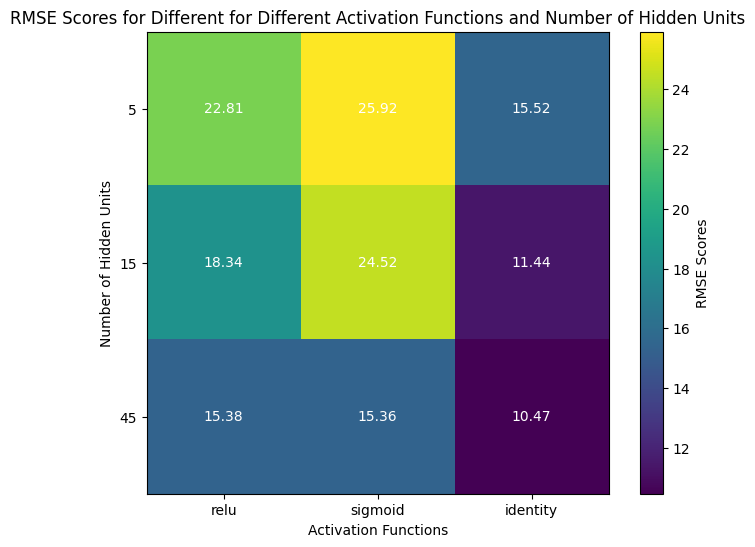 RMSE Scores for Different for Different Activation Functions and Number of Hidden Units
Number of Hidden Units
5
15
45
22.81 25.92 15.52
18.34 24.52 11.44
15.38 15.36 10.47
relu sigmoid identity
Activation Functions
24
22
20
18
16
14
12
RMSE Scores